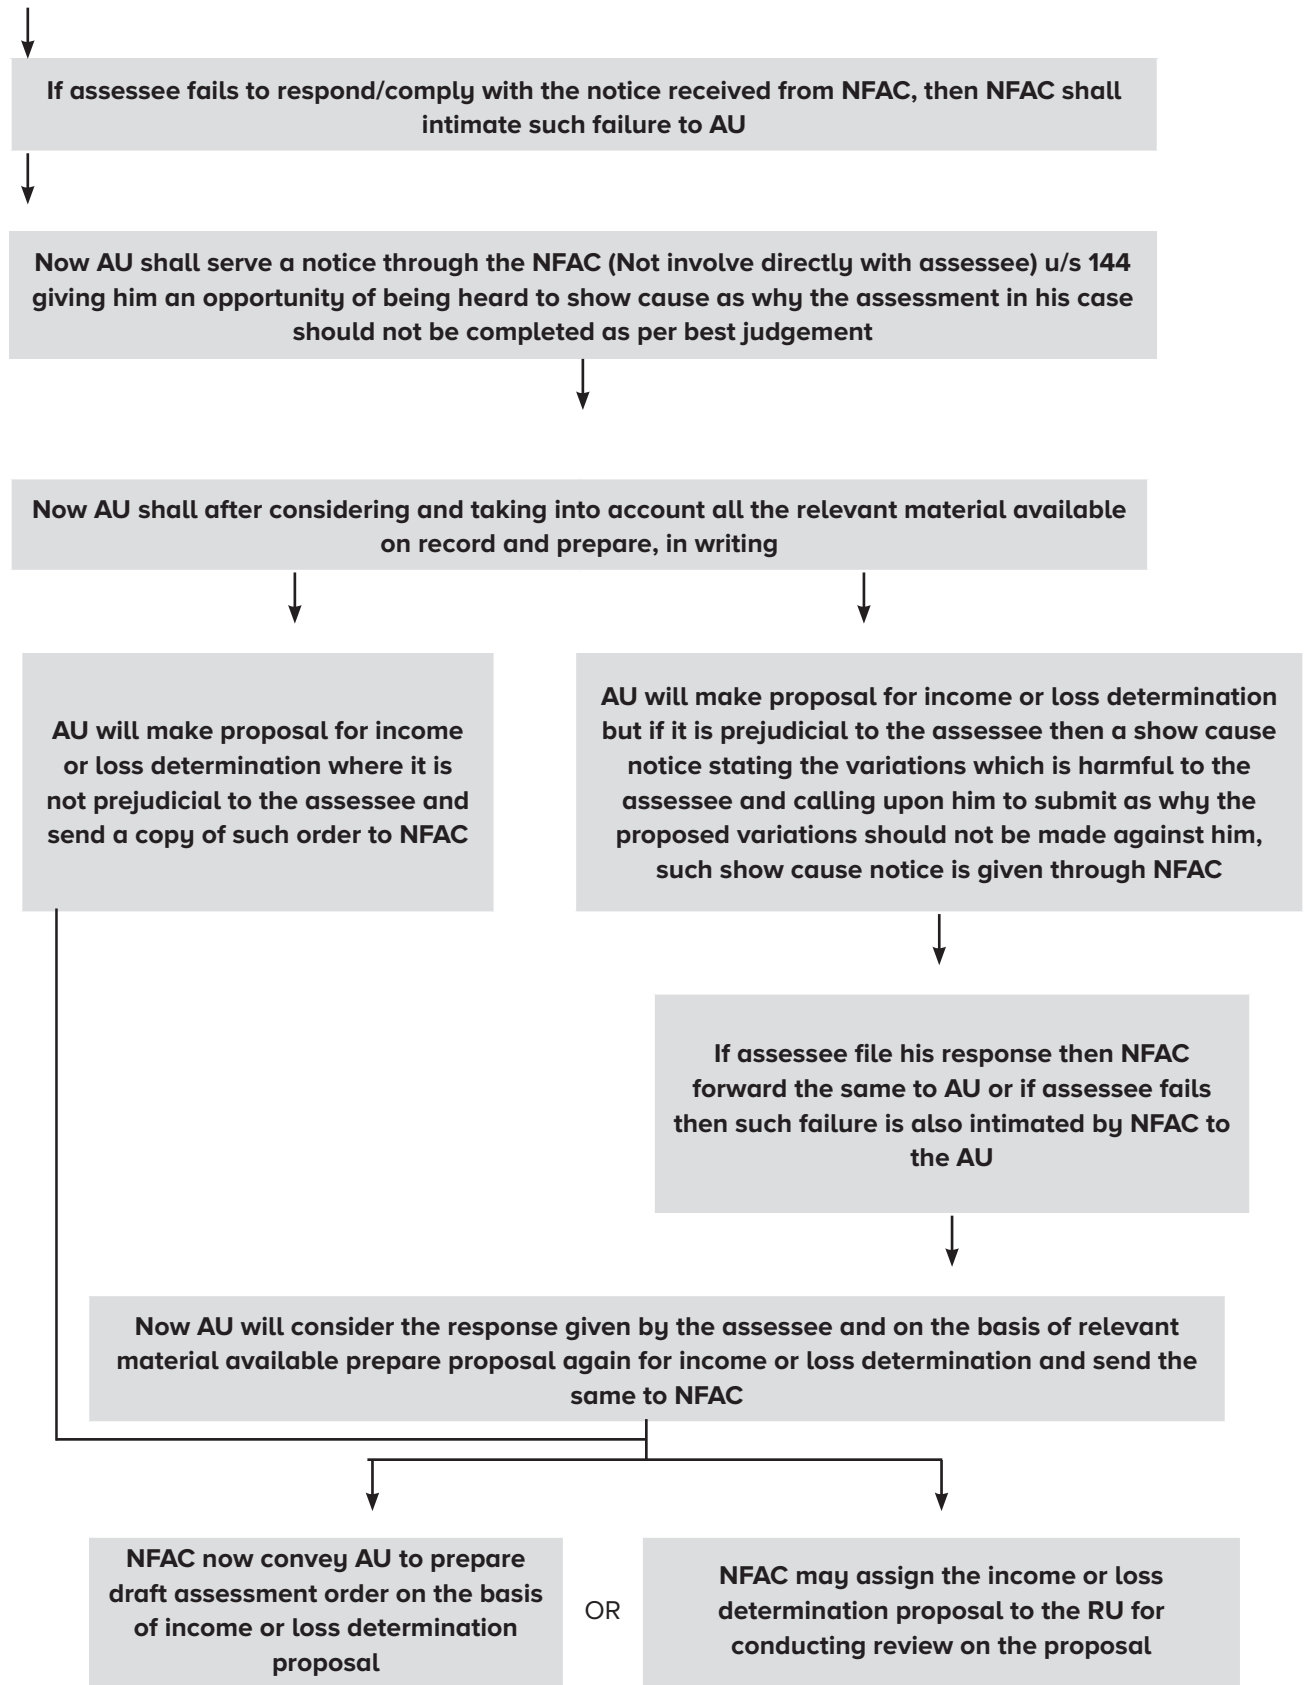 If assessee fails to respond/comply with the notice received from NFAC, then NFAC shall
intimate such failure to AU
Now AU shall serve a notice through the NFAC (Not involve directly with assessee) u/s 144
giving him an opportunity of being heard to show cause as why the assessment in his case
should not be completed as per best judgement
Now AU shall after considering and taking into account all the relevant material available
on record and prepare, in writing
AU will make proposal for income
or loss determination where it is
not prejudicial to the assessee and
send a copy of such order to NFAC
AU will make proposal for income or loss determination
but if it is prejudicial to the assessee then a show cause
notice stating the variations which is harmful to the
assessee and calling upon him to submit as why the
proposed variations should not be made against him,
such show cause notice is given through NFAC
If assessee file his response then NFAC
forward the same to AU or if assessee fails
then such failure is also intimated by NFAC to
the AU
Now AU will consider the response given by the assessee and on the basis of relevant
material available prepare proposal again for income or loss determination and send the
same to NFAC
NFAC now convey AU to prepare
draft assessment order on the basis
of income or loss determination
proposal
OR
NFAC may assign the income or loss
determination proposal to the RU for
conducting review on the proposal